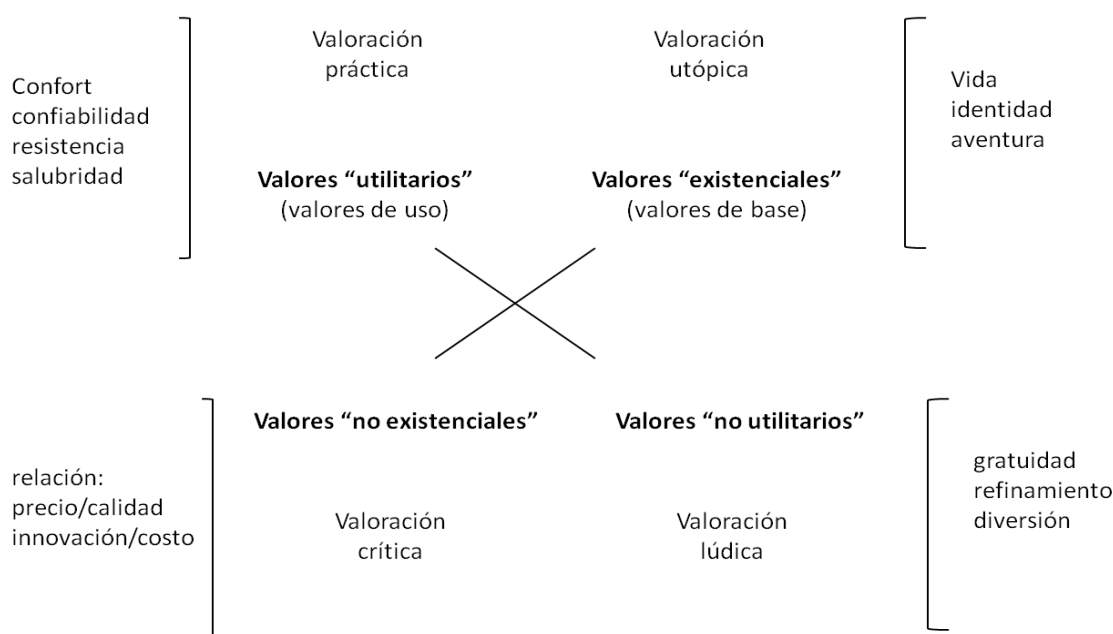 Confort
confiabilidad
resistencia
salubridad
Valoración
práctica
Valores “utilitarios”
(valores de uso)
Valoración
utópica
Valores “existenciales”
(valores de base)
Vida
identidad
aventura
relación:
precio/calidad
innovación/costo
Valores “no existenciales”
Valoración
crítica
Valores “no utilitarios”
Valoración
lúdica
gratuidad
refinamiento
diversión